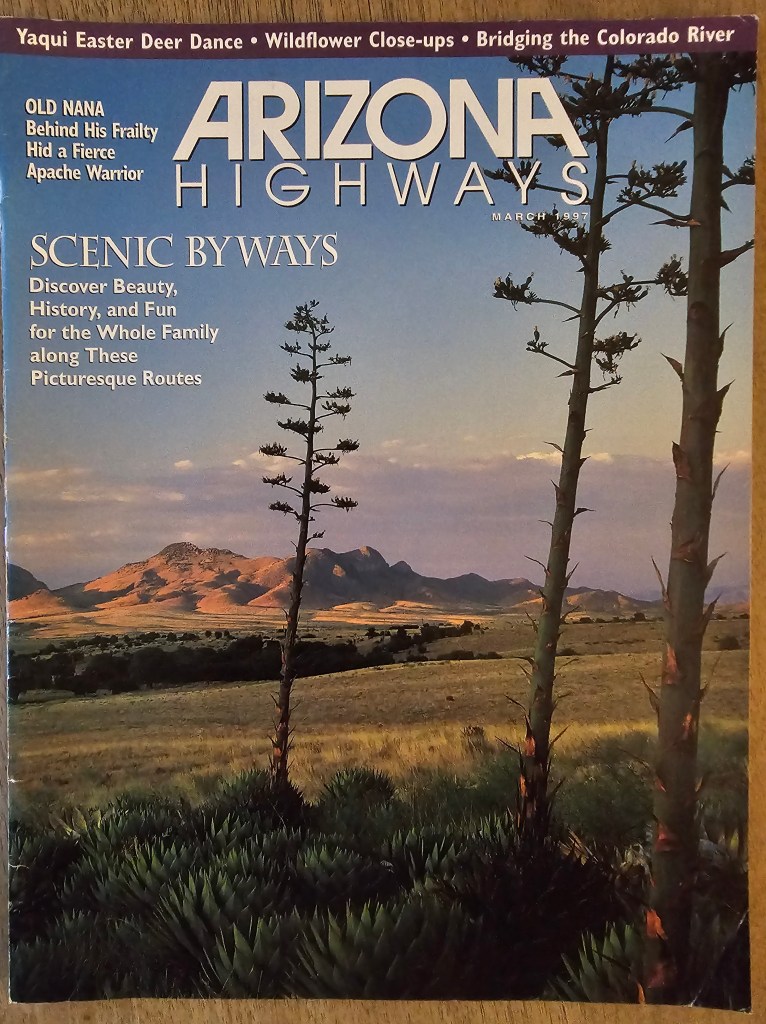 Yaqui Easter Deer Dance • Wildflower Close-ups • Bridging the Colorado River
OLD NANA
Behind His Frailty
Hid a Fierce
Apache Warrior
ARIZONA
HIGHWAYS
MARCH 1997
SCENIC BYWAYS
Discover Beauty,
History, and Fun
for the Whole Family
along These
Picturesque Routes